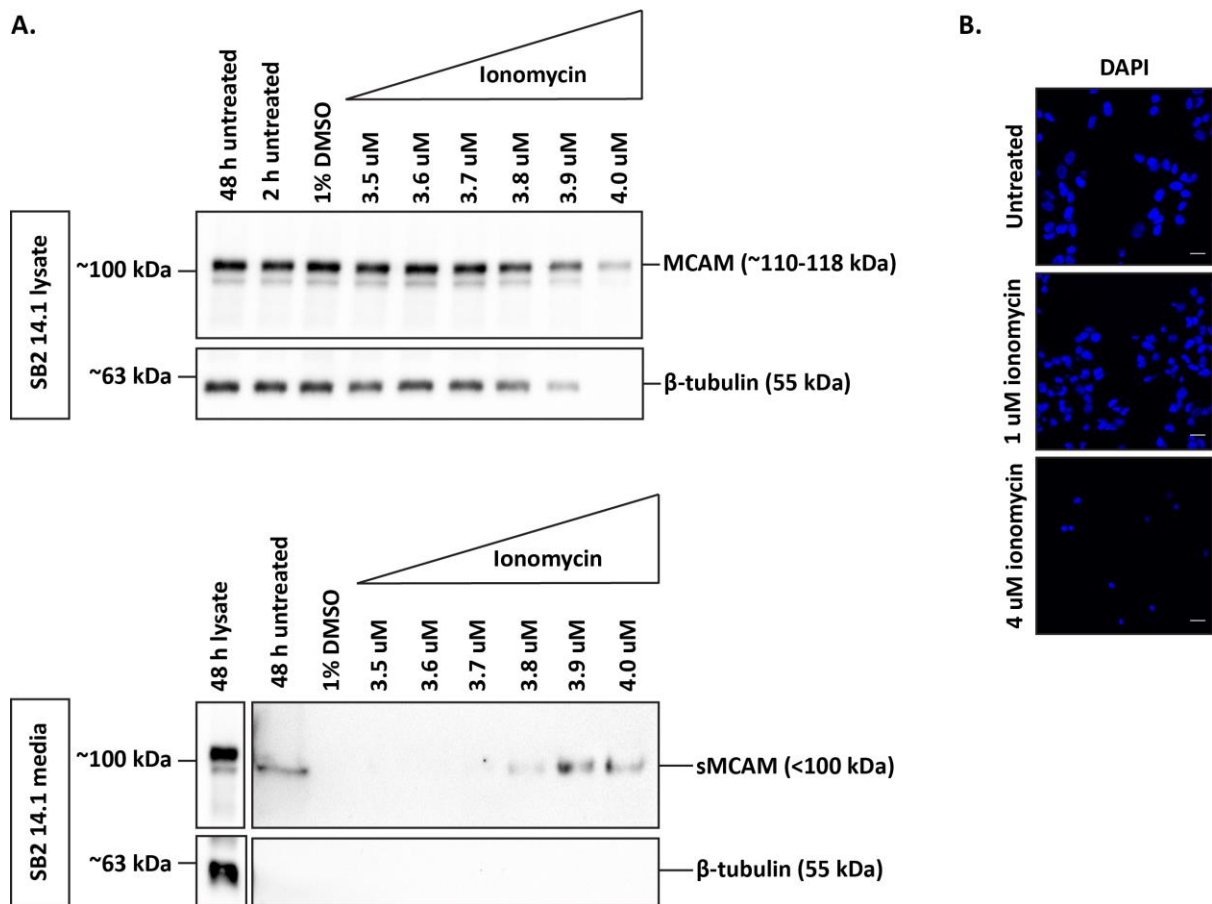 A.
Ionomycin
48 h untreated
2 h untreated
1% DMSO
3.5 uM
3.6 uM
3.7 uM
3.8 uM
3.9 uM
4.0 uM
SB2 14.1 lysate
~100 kDa
MCAM (~110-118 kDa)
~63 kDa
β-tubulin (55 kDa)
Ionomycin
48 h lysate
48 h untreated
1% DMSO
3.5 uM
3.6 uM
3.7 uM
3.8 uM
3.9 uM
4.0 uM
SB2 14.1 media
~100 kDa
sMCAM (<100 kDa)
~63 kDa
β-tubulin (55 kDa)
B.
DAPI
Untreated
1 uM ionomycin
4 uM ionomycin